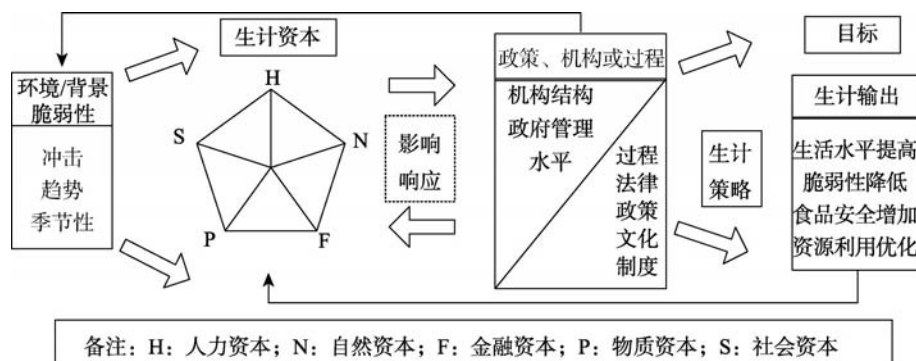 生计资本
目标
环境/背景
脆弱性
冲击
趋势
季节性
H
S
N
P
F
影响
响应
政策、机构或过程
机构结构
政府管理
水平
过程
法律
政策
文化
制度
生计
策略
生计输出
生活水平提高
脆弱性降低
食品安全增加
资源利用优化
备注：H：人力资本；N：自然资本；F：金融资本；P：物质资本；S：社会资本